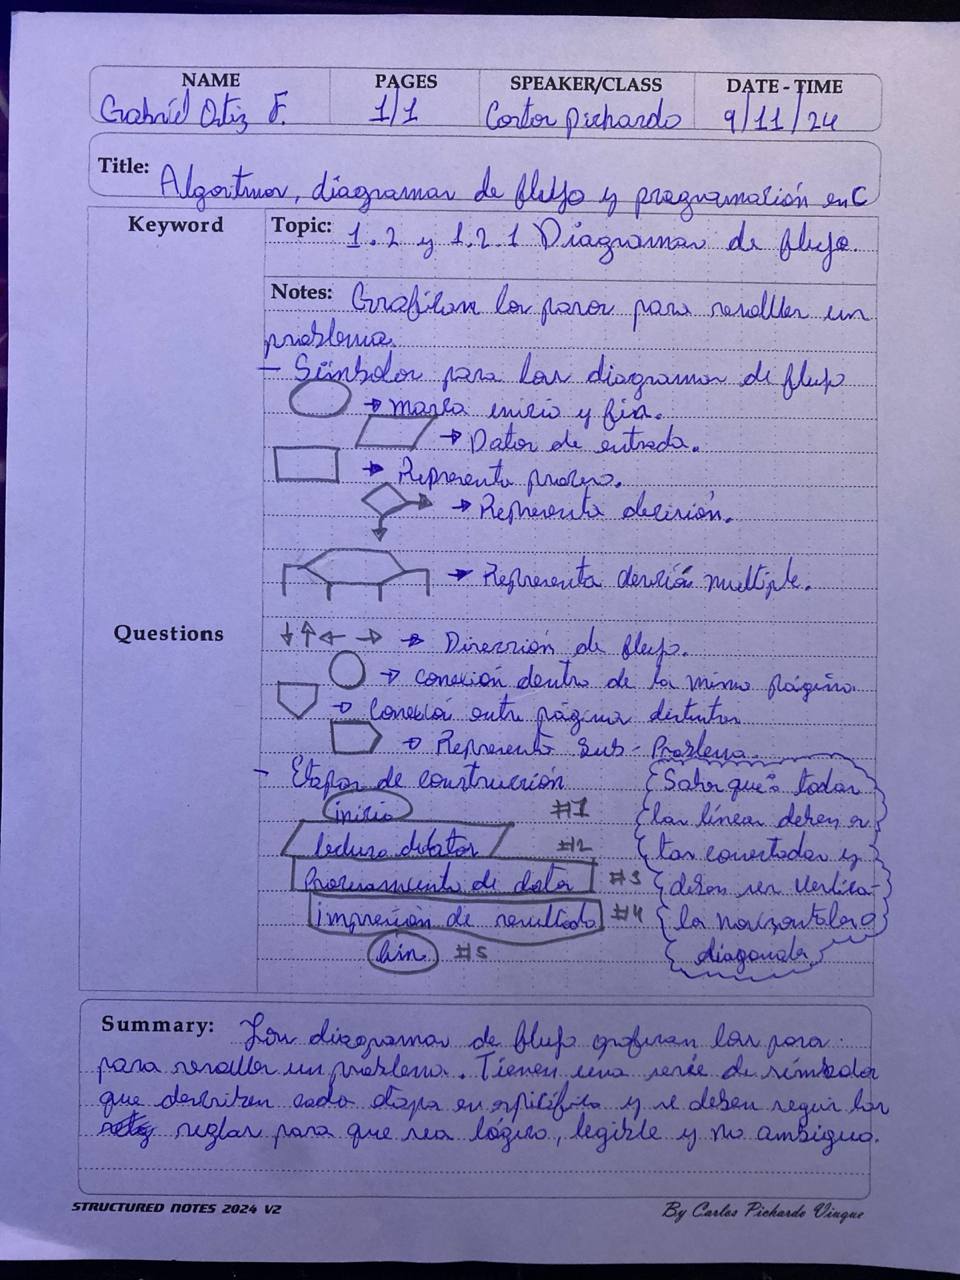 NAME PAGES SPEAKER/CLASS DATE - TIME
Gabriel Ortiz F. 1/1 Pichardo 9/11/24
Title: Algoritmos, diagramas de flujo y programación en C
Keyword
Topic: 1.2 y 1.2.1 Diagramas de flujo.
Notes: Grafican los pasos para resolver un
problema.
- Símbolos para los diagramas de flujo
→ marca inicio y fin.
→ Datos de entrada.
→ Representa proceso.
→ Representa decisión.
→ Representa decisión multiple.
Questions
↓ ↑ ← → → Dirección de flujo.
→ conexión dentro de la misma página
→ Conexión entre página distintas
→ Representa sub-Problema.
- Etapas de construcción
inicio #1
lectura datos #2
Procesamiento de datos #3
impresión de resultado #4
fin #5
Saber que todas
las líneas deben es
tar conectadas y
deben ser vertica-
la horizontales o
diagonales
Summary: Los diagramas de flujo grafican los pasos
para resolver un problema. Tienen una serie de símbolos
que describen cada etapa en específico y se deben seguir las
reglas para que sea lógico, legible y no ambiguo.
STRUCTURED NOTES 2024 V2
By Carlos Pichardo Viuque